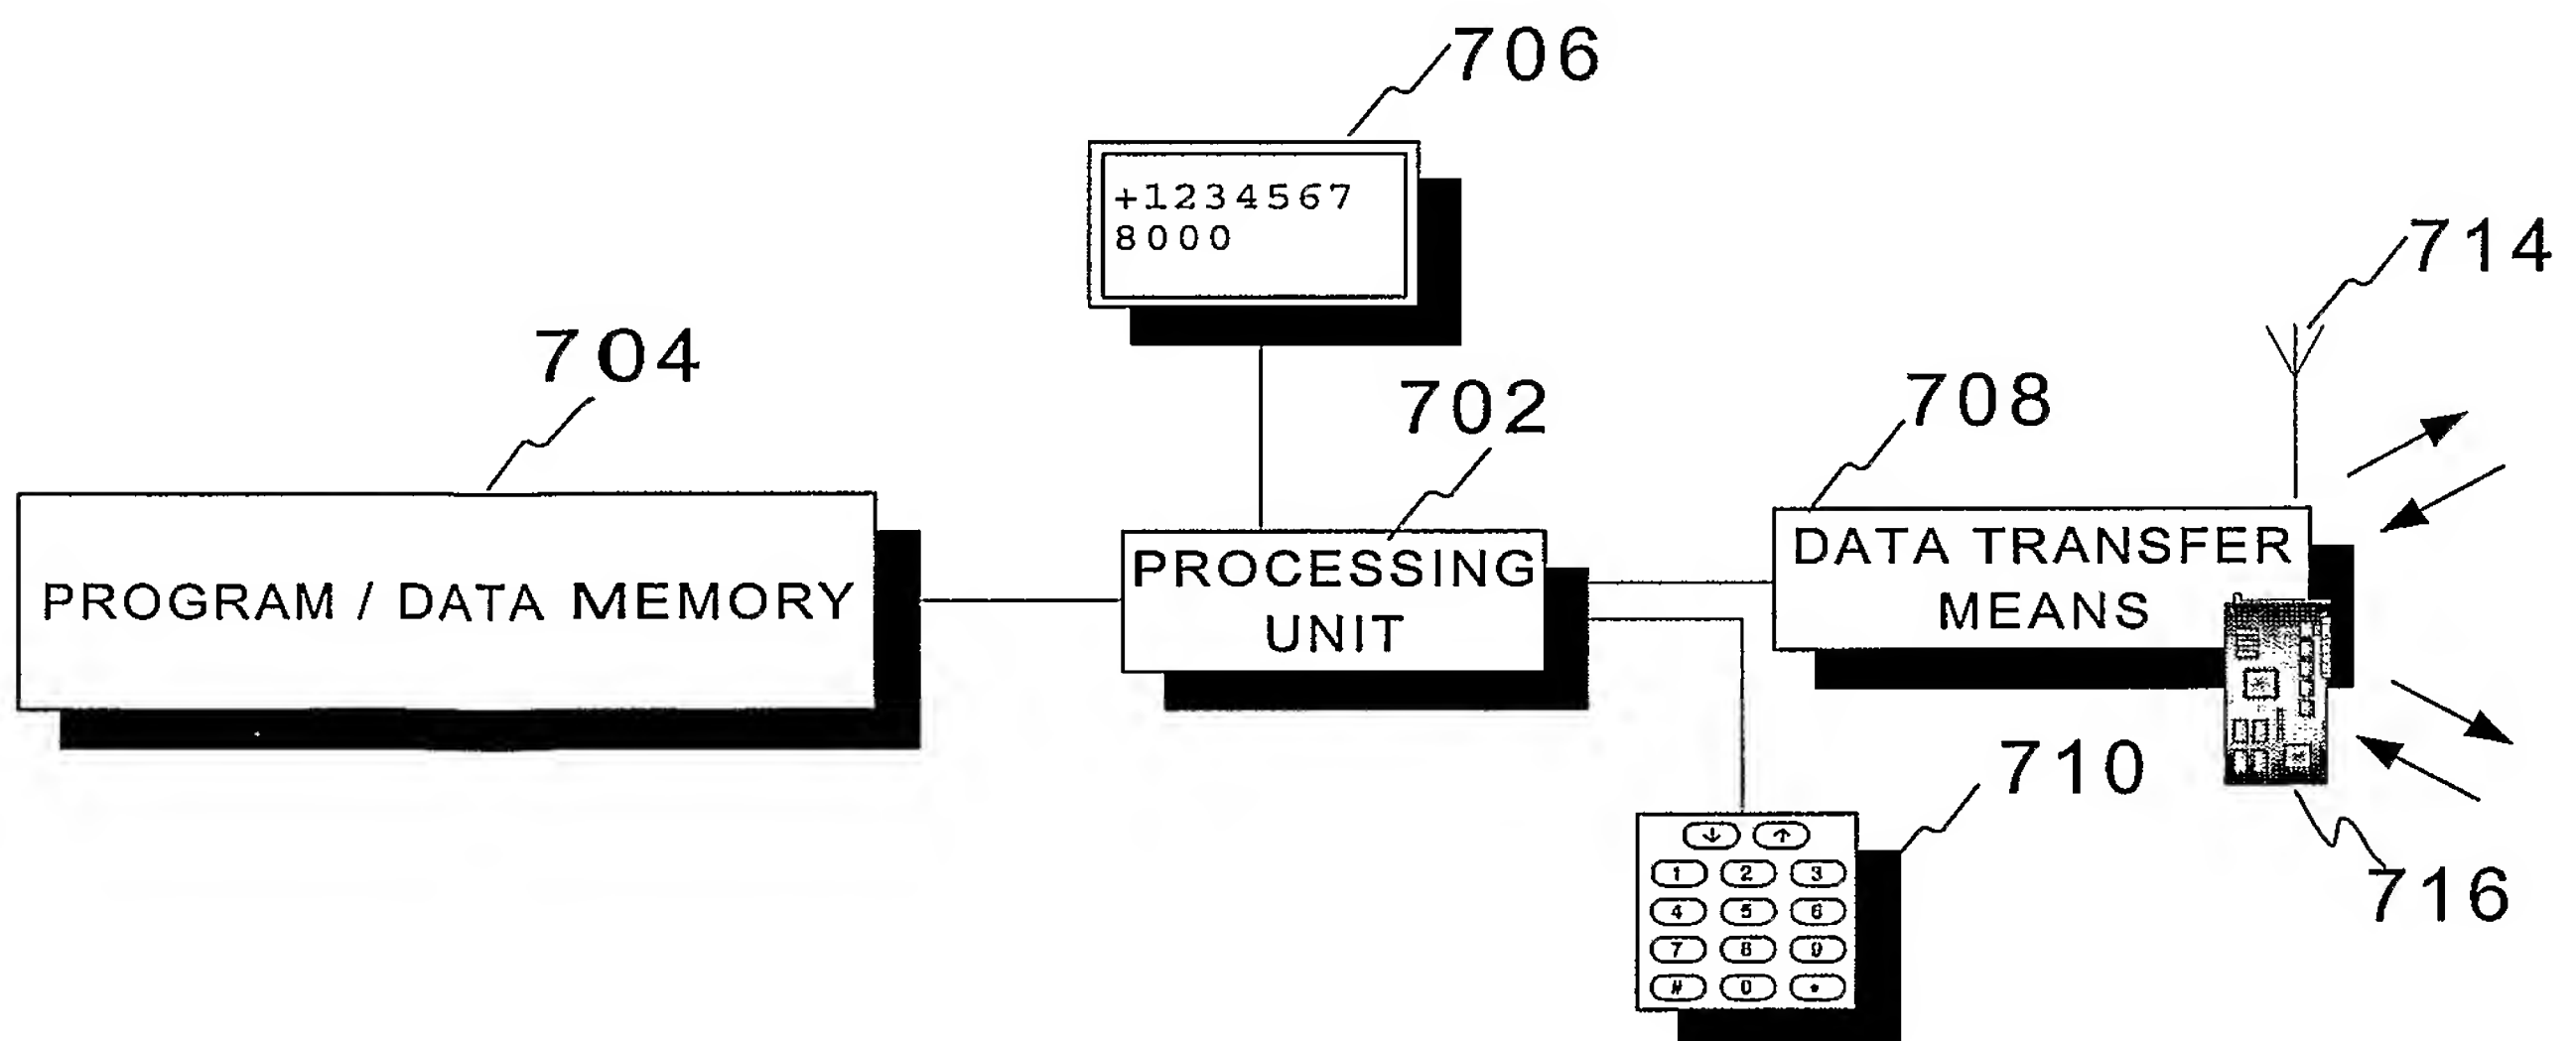 706
+1234567
8000
714
704
702
708
PROGRAM / DATA MEMORY
PROCESSING
UNIT
DATA TRANSFER
MEANS
710
↓ ↑
1 2 3
4 5 6
7 8 9
# 0 *
716